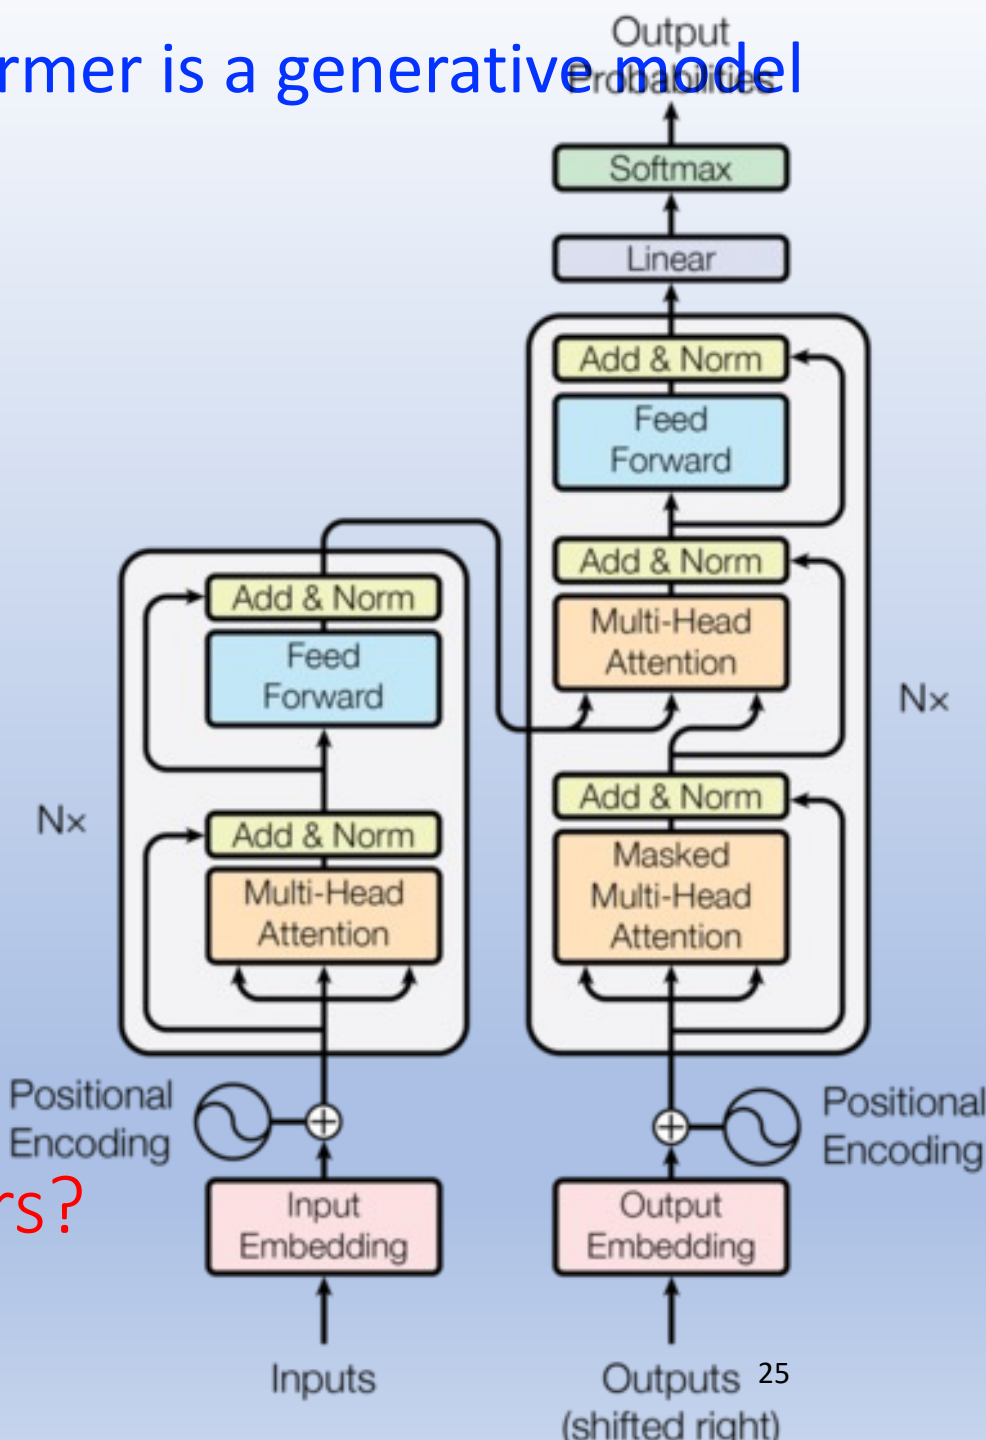 rmer is a generative model
Output
Probabilities
Softmax
Linear
Add & Norm
Feed
Forward
Add & Norm
Multi-Head
Attention
Nx
Add & Norm
Masked
Multi-Head
Attention
Add & Norm
Feed
Forward
Nx
Add & Norm
Multi-Head
Attention
Positional
Encoding
Positional
Encoding
rs?
Input
Embedding
Output
Embedding
Inputs
Outputs
(shifted right)
25